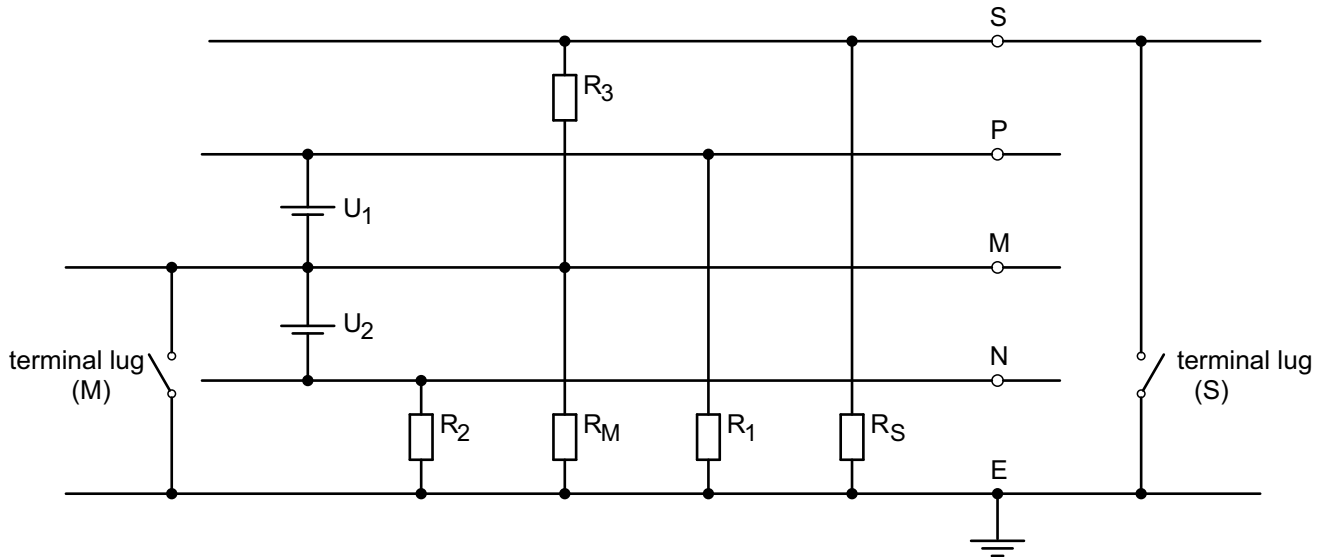 S
R3
P
U1
M
U2
terminal lug
(M)
N
terminal lug
(S)
R2
RM
R1
RS
E